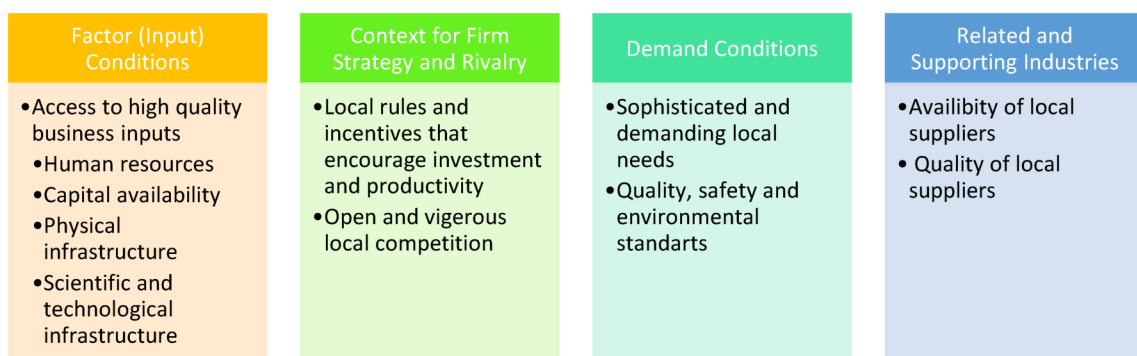 Factor (Input)
Conditions
•Access to high quality
business inputs
•Human resources
•Capital availability
•Physical
infrastructure
•Scientific and
technological
infrastructure
Context for Firm
Strategy and Rivalry
•Local rules and
incentives that
encourage investment
and productivity
•Open and vigerous
local competition
Demand Conditions
•Sophisticated and
demanding local
needs
•Quality, safety and
environmental
standarts
Related and
Supporting Industries
•Availibity of local
suppliers
• Quality of local
suppliers